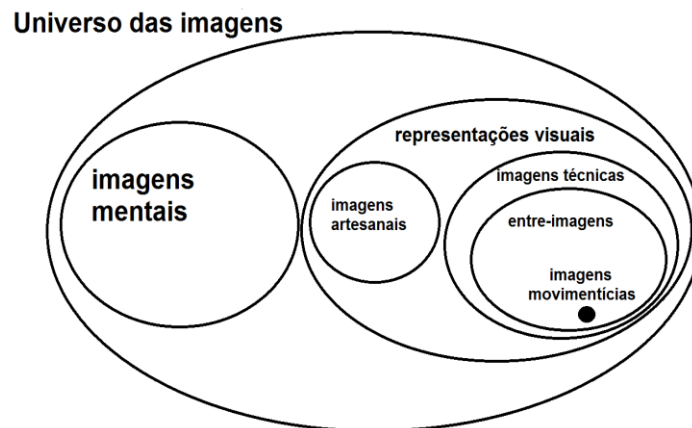 Universo das imagens
representações visuais
imagens
mentais
imagens técnicas
imagens
artesanais
entre-imagens
imagens
movimentícias